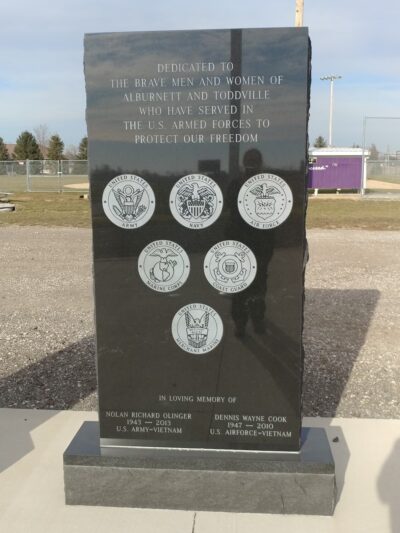 DEDICATED TO
THE BRAVE MEN AND WOMEN OF
ALBURNETT AND TODDVILLE
WHO HAVE SERVED IN
THE U.S. ARMED FORCES TO
PROTECT OUR FREEDOM
UNITED STATES
ARMY
UNITED STATES
NAVY
UNITED STATES
AIR FORCE
UNITED STATES
MARINE CORPS
UNITED STATES
COAST GUARD
UNITED STATES
MERCHANT MARINE
IN LOVING MEMORY OF
NOLAN RICHARD OLINGER
1943 — 2013
U.S. ARMY-VIETNAM
DENNIS WAYNE COOK
1947 — 2010
U.S. AIRFORCE-VIETNAM